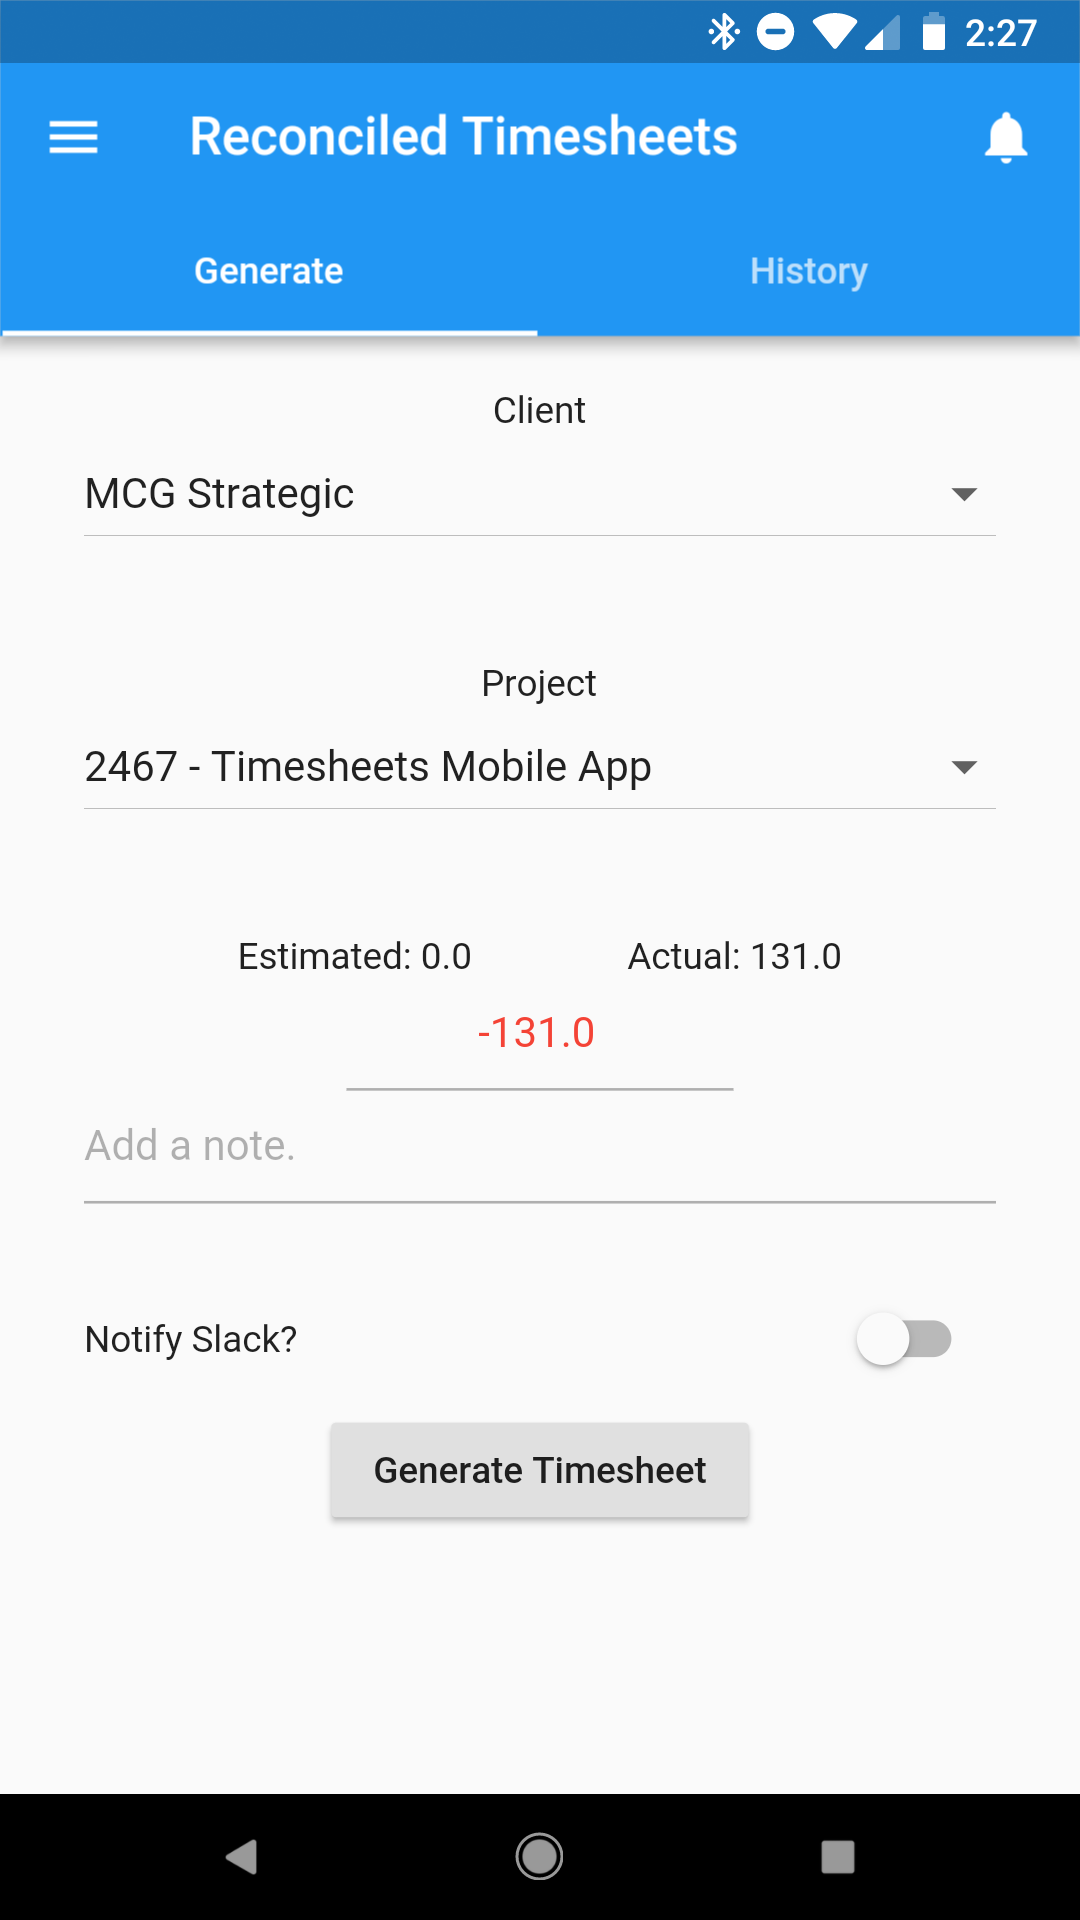 2:27
Reconciled Timesheets
Generate
History
Client
MCG Strategic
Project
2467 - Timesheets Mobile App
Estimated: 0.0
Actual: 131.0
-131.0
Add a note.
Notify Slack?
Generate Timesheet